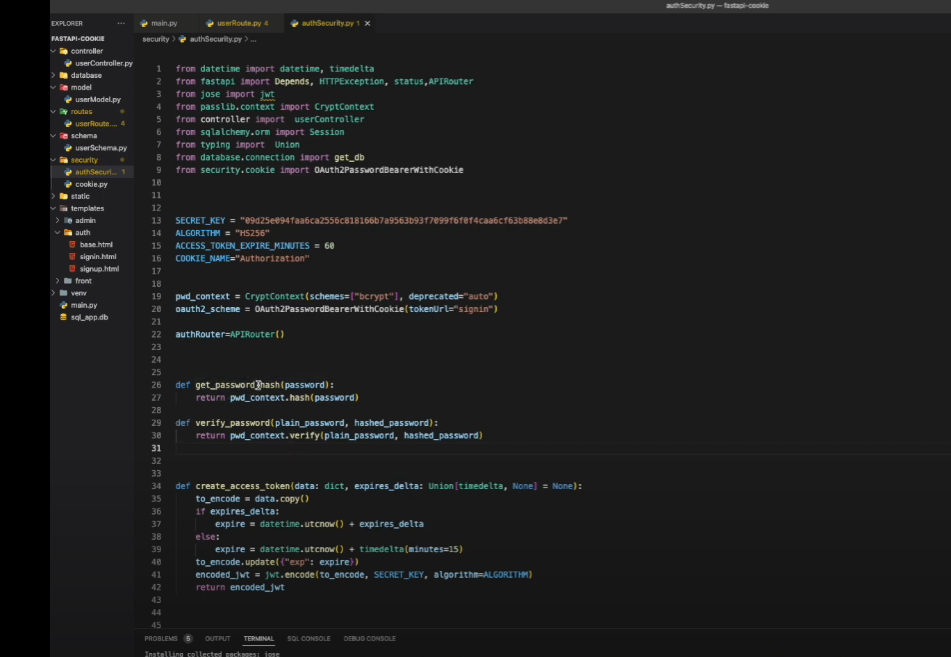 authSecurity.py — fastapi-cookie
EXPLORER
FASTAPI-COOKIE
controller
userController.py
database
model
userModel.py
routes
userRoute.... 4
schema
userSchema.py
security
authSecuri... 1
cookie.py
static
templates
admin
auth
base.html
signin.html
signup.html
front
venv
main.py
sql_app.db
main.py userRoute.py 4 authSecurity.py 1 ×
security > authSecurity.py > ...
1 from datetime import datetime, timedelta
2 from fastapi import Depends, HTTPException, status,APIRouter
3 from jose import jwt
4 from passlib.context import CryptContext
5 from controller import userController
6 from sqlalchemy.orm import Session
7 from typing import Union
8 from database.connection import get_db
9 from security.cookie import OAuth2PasswordBearerWithCookie
10
11
12
13 SECRET_KEY = "09d25e094faa6ca2556c818166b7a9563b93f7099f6f0f4caa6cf63b88e8d3e7"
14 ALGORITHM = "HS256"
15 ACCESS_TOKEN_EXPIRE_MINUTES = 60
16 COOKIE_NAME="Authorization"
17
18
19 pwd_context = CryptContext(schemes=["bcrypt"], deprecated="auto")
20 oauth2_scheme = OAuth2PasswordBearerWithCookie(tokenUrl="signin")
21
22 authRouter=APIRouter()
23
24
25
26 def get_password_hash(password):
27 return pwd_context.hash(password)
28
29 def verify_password(plain_password, hashed_password):
30 return pwd_context.verify(plain_password, hashed_password)
31
32
33
34 def create_access_token(data: dict, expires_delta: Union[timedelta, None] = None):
35 to_encode = data.copy()
36 if expires_delta:
37 expire = datetime.utcnow() + expires_delta
38 else:
39 expire = datetime.utcnow() + timedelta(minutes=15)
40 to_encode.update({"exp": expire})
41 encoded_jwt = jwt.encode(to_encode, SECRET_KEY, algorithm=ALGORITHM)
42 return encoded_jwt
43
44
45
PROBLEMS 5 OUTPUT TERMINAL SQL CONSOLE DEBUG CONSOLE
Installing collected packages: jose